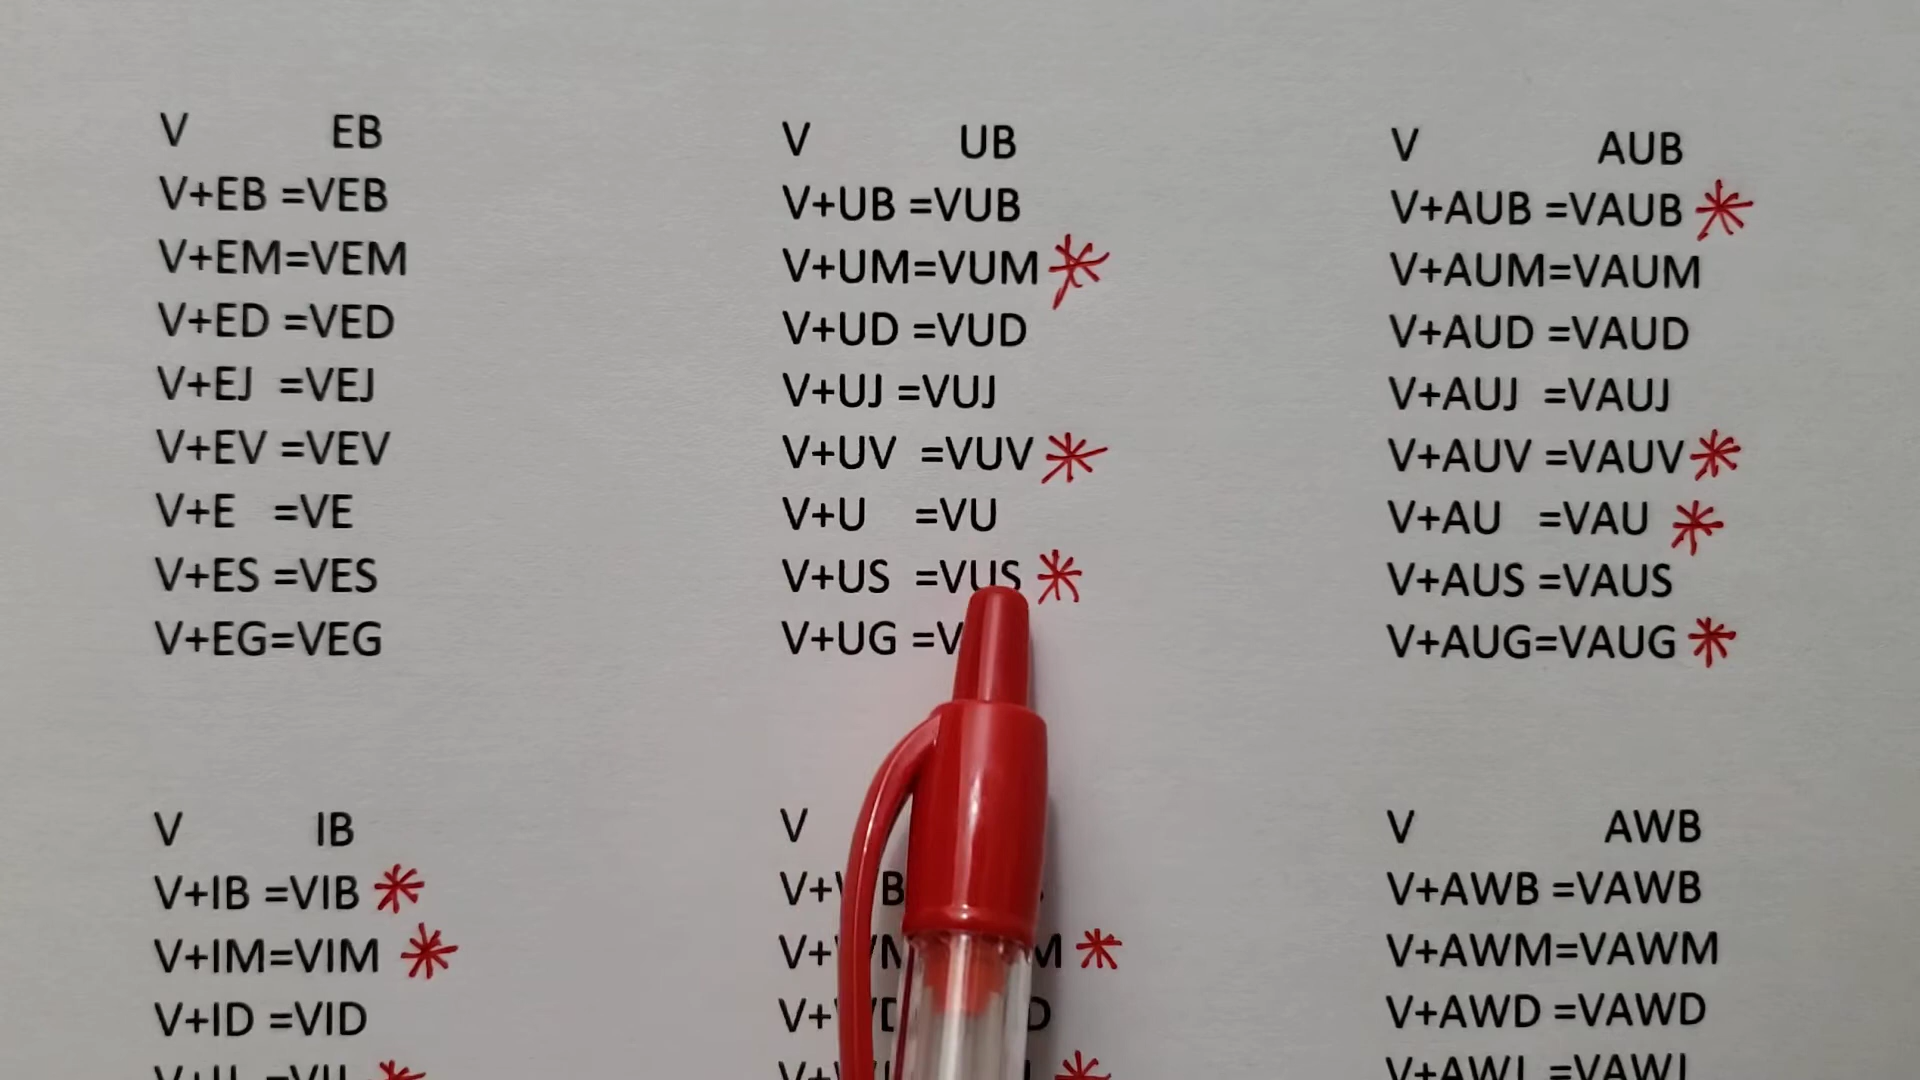 V EB
V+EB =VEB
V+EM=VEM
V+ED =VED
V+EJ =VEJ
V+EV =VEV
V+E =VE
V+ES =VES
V+EG=VEG
V UB
V+UB =VUB
V+UM=VUM
V+UD =VUD
V+UJ =VUJ
V+UV =VUV
V+U =VU
V+US =VUS
V+UG =V
V AUB
V+AUB =VAUB
V+AUM=VAUM
V+AUD =VAUD
V+AUJ =VAUJ
V+AUV =VAUV
V+AU =VAU
V+AUS =VAUS
V+AUG=VAUG
V IB
V+IB =VIB
V+IM=VIM
V+ID =VID
V
V AWB
V+AWB =VAWB
V+AWM=VAWM
V+AWD =VAWD